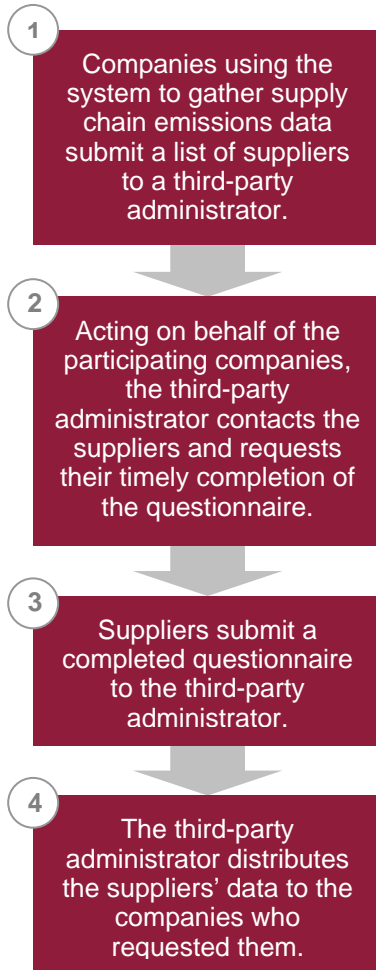 1
Companies using the
system to gather supply
chain emissions data
submit a list of suppliers
to a third-party
administrator.
2
Acting on behalf of the
participating companies,
the third-party
administrator contacts the
suppliers and requests
their timely completion of
the questionnaire.
3
Suppliers submit a
completed questionnaire
to the third-party
administrator.
4
The third-party
administrator distributes
the suppliers’ data to the
companies who
requested them.